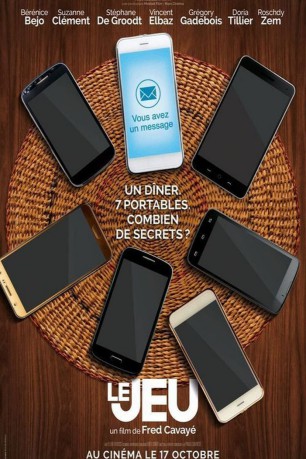 Bérénice Suzanne Stéphane Vincent Grégory Doria Roschdy
Bejo Clément De Groodt Elbaz Gadebois Tillier Zem
Vous avez
un message
UN DÎNER.
7 PORTABLES.
COMBIEN
DE SECRETS ?
LE JEU
un film de Fred Cavayé
AU CINÉMA LE 17 OCTOBRE